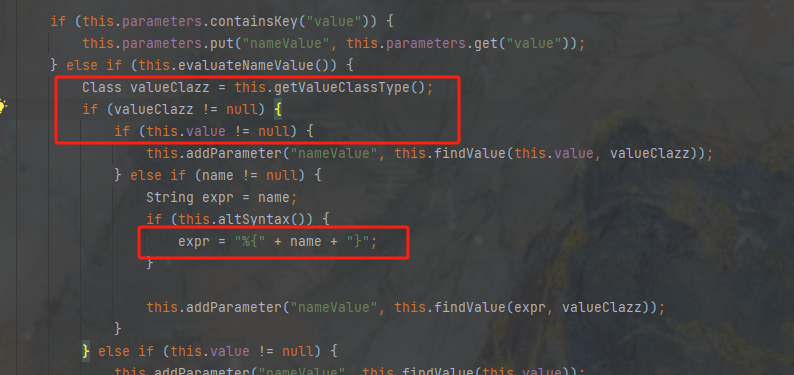 if (this.parameters.containsKey("value")) {
this.parameters.put("nameValue", this.parameters.get("value"));
} else if (this.evaluateNameValue()) {
Class valueClazz = this.getValueClassType();
if (valueClazz != null) {
if (this.value != null) {
this.addParameter("nameValue", this.findValue(this.value, valueClazz));
} else if (name != null) {
String expr = name;
if (this.altSyntax()) {
expr = "%{" + name + "}";
}
this.addParameter("nameValue", this.findValue(expr, valueClazz));
}
} else if (this.value != null) {
this.addParameter("nameValue", this.findValue(this.value));